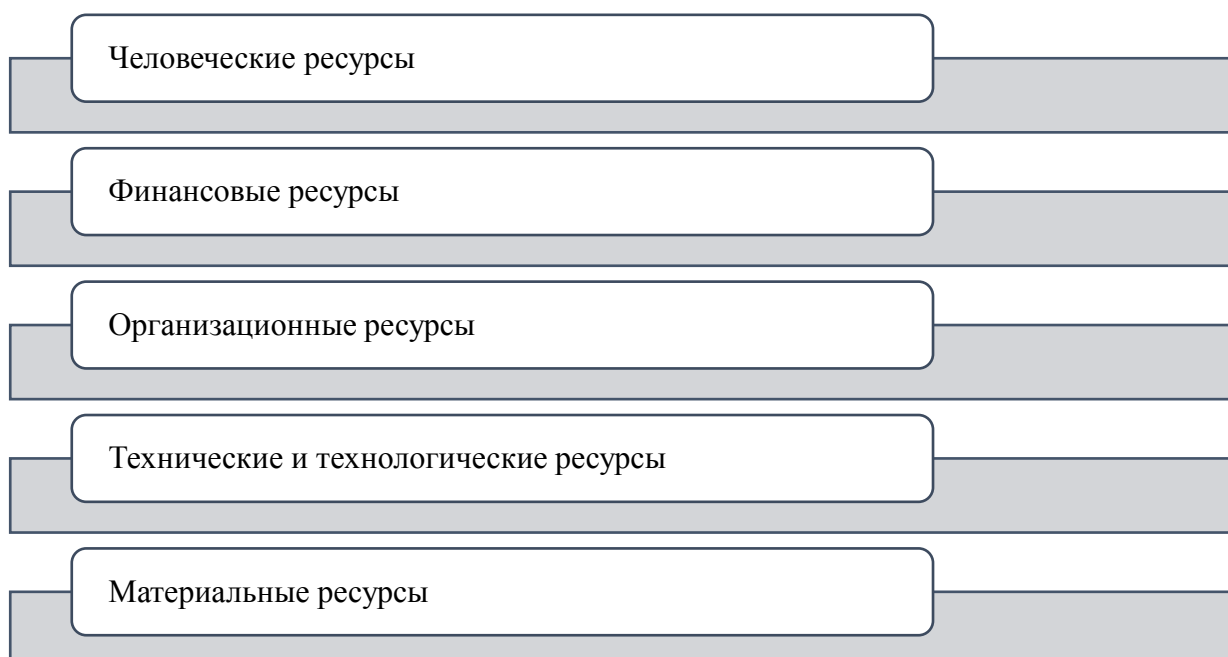 Человеческие ресурсы
Финансовые ресурсы
Организационные ресурсы
Технические и технологические ресурсы
Материальные ресурсы